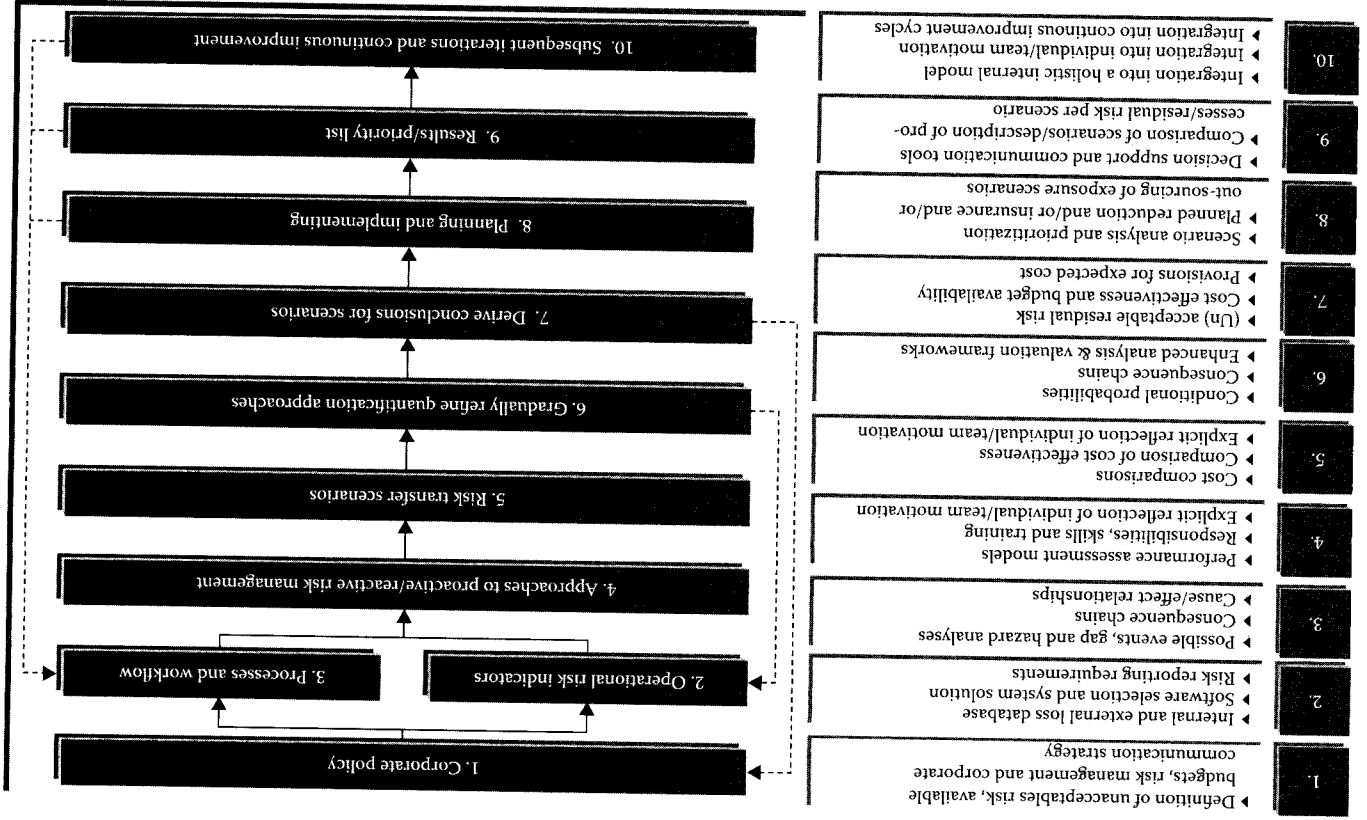 1.
▸ Definition of unacceptables risk, available
budgets, risk management and corporate
communication strategy
2.
▸ Internal and external loss database
▸ Software selection and system solution
▸ Risk reporting requirements
3.
▸ Possible events, gap and hazard analyses
▸ Consequence chains
▸ Cause/effect relationships
4.
▸ Performance assessment models
▸ Responsibilities, skills and training
▸ Explicit reflection of individual/team motivation
5.
▸ Cost comparisons
▸ Comparison of cost effectiveness
▸ Explicit reflection of individual/team motivation
6.
▸ Conditional probabilities
▸ Consequence chains
▸ Enhanced analysis & valuation frameworks
7.
▸ (Un) acceptable residual risk
▸ Cost effectiveness and budget availability
▸ Provisions for expected cost
8.
▸ Scenario analysis and prioritization
▸ Planned reduction and/or insurance and/or
out-sourcing of exposure scenarios
9.
▸ Decision support and communication tools
▸ Comparison of scenarios/description of pro-
cesses/residual risk per scenario
10.
▸ Integration into a holistic internal model
▸ Integration into individual/team motivation
▸ Integration into continous improvement cycles
1. Corporate policy
2. Operational risk indicators
3. Processes and workflow
4. Approaches to proactive/reactive risk management
5. Risk transfer scenarios
6. Gradually refine quantification approaches
7. Derive conclusions for scenarios
8. Planning and implementing
9. Results/priority list
10. Subsequent iterations and continuous improvement